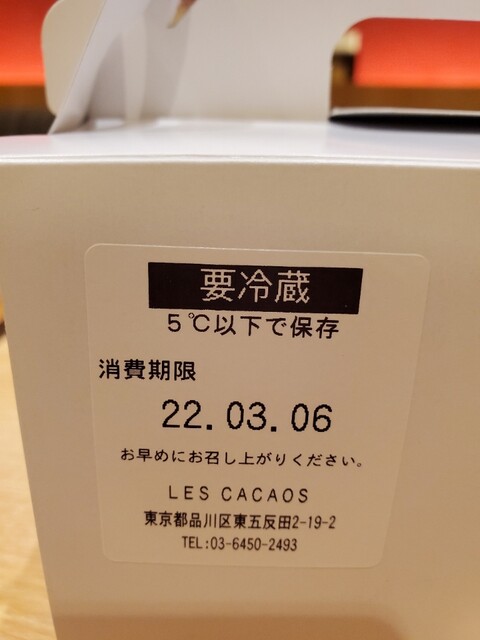 要冷蔵
5℃以下で保存
消費期限
22.03.06
お早めにお召し上がりください。
LES CACAOS
東京都品川区東五反田2-19-2
TEL:03-6450-2493